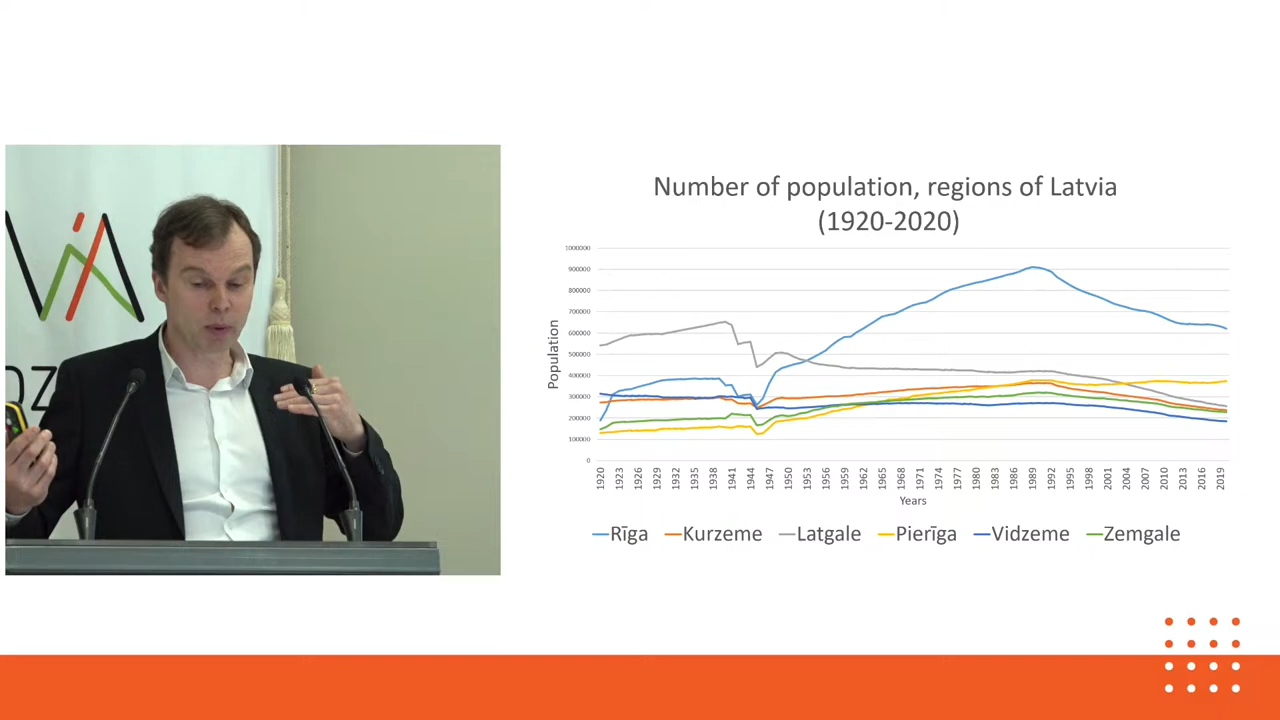 OZ
Number of population, regions of Latvia
(1920-2020)
1000000
900000
800000
700000
600000
500000
400000
300000
200000
100000
0
Population
1920 1923 1926 1929 1932 1935 1938 1941 1944 1947 1950 1953 1956 1959 1962 1965 1968 1971 1974 1977 1980 1983 1986 1989 1992 1995 1998 2001 2004 2007 2010 2013 2016 2019
Years
Rīga Kurzeme Latgale Pierīga Vidzeme Zemgale